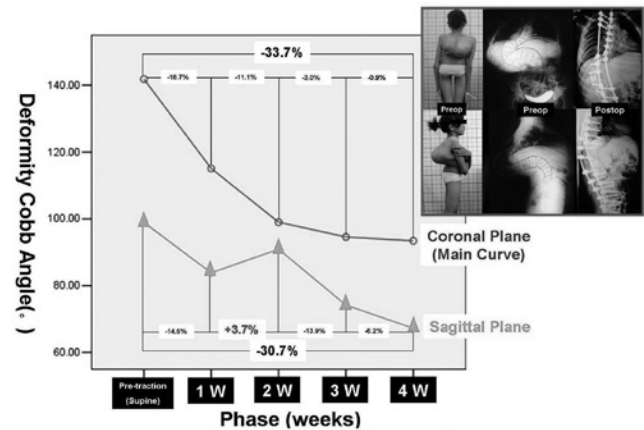 -33.7%
-16.7%
-11.1%
-3.0%
-0.9%
140.00
120.00
100.00
80.00
60.00
Deformity Cobb Angle(。)
Preop
Preop
Postop
Coronal Plane
(Main Curve)
Sagittal Plane
-14.5%
+3.7%
-13.9%
-6.2%
-30.7%
Pre-traction
(Supine)
1 W
2 W
3 W
4 W
Phase (weeks)